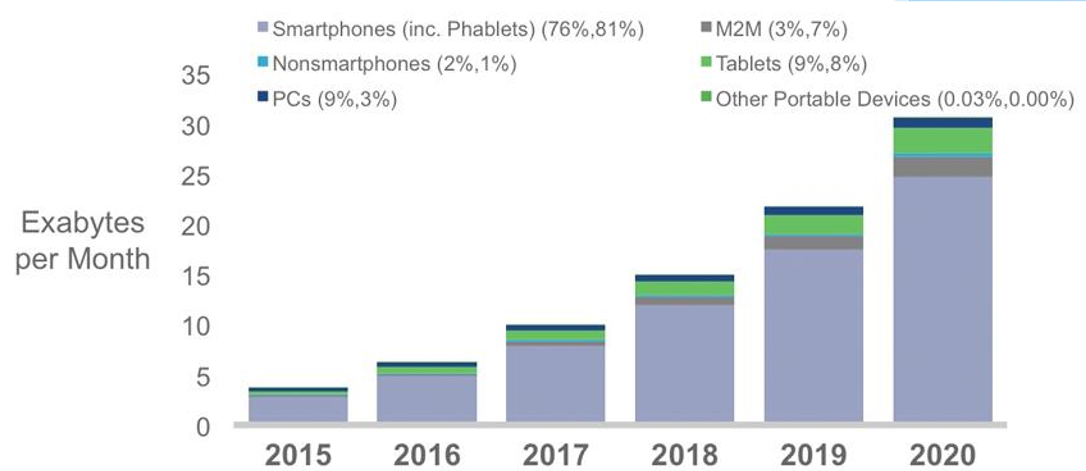 Smartphones (inc. Phablets) (76%,81%)
M2M (3%,7%)
Nonsmartphones (2%,1%)
Tablets (9%,8%)
PCs (9%,3%)
Other Portable Devices (0.03%,0.00%)
35
30
25
20
15
10
5
0
Exabytes
per Month
2015 2016 2017 2018 2019 2020